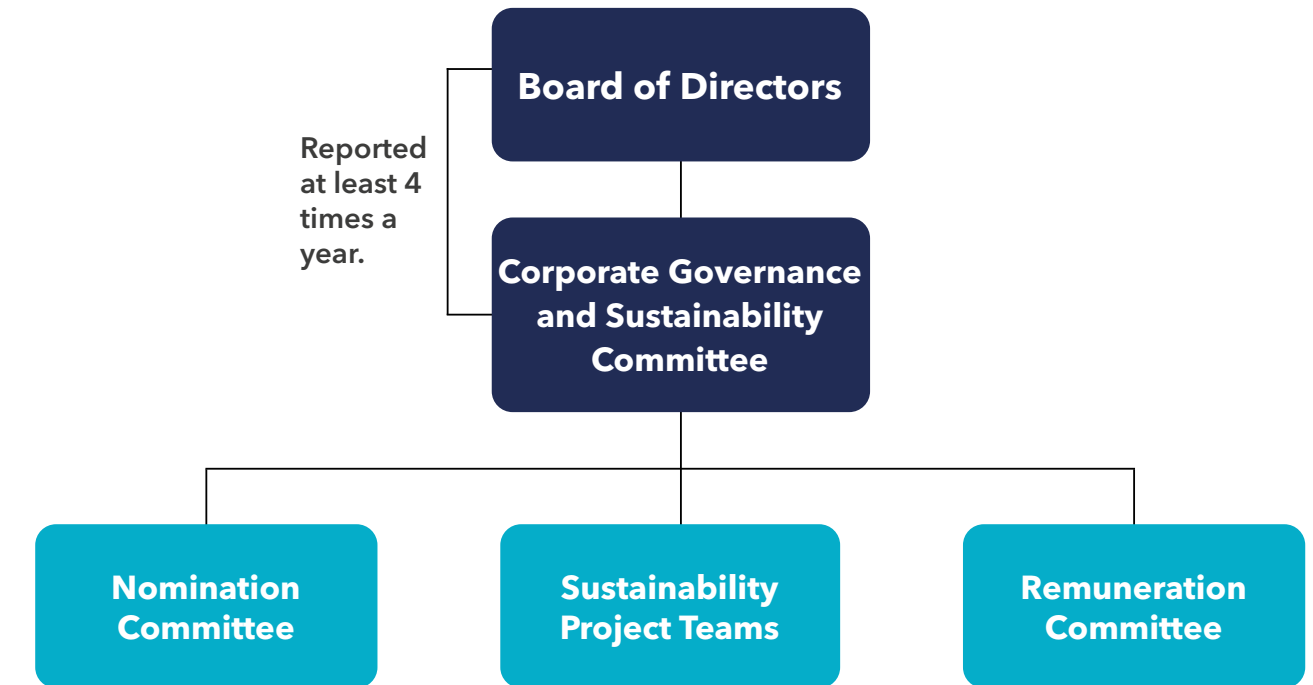 Board of Directors
Reported
at least 4
times a
year.
Corporate Governance
and Sustainability
Committee
Nomination
Committee
Sustainability
Project Teams
Remuneration
Committee